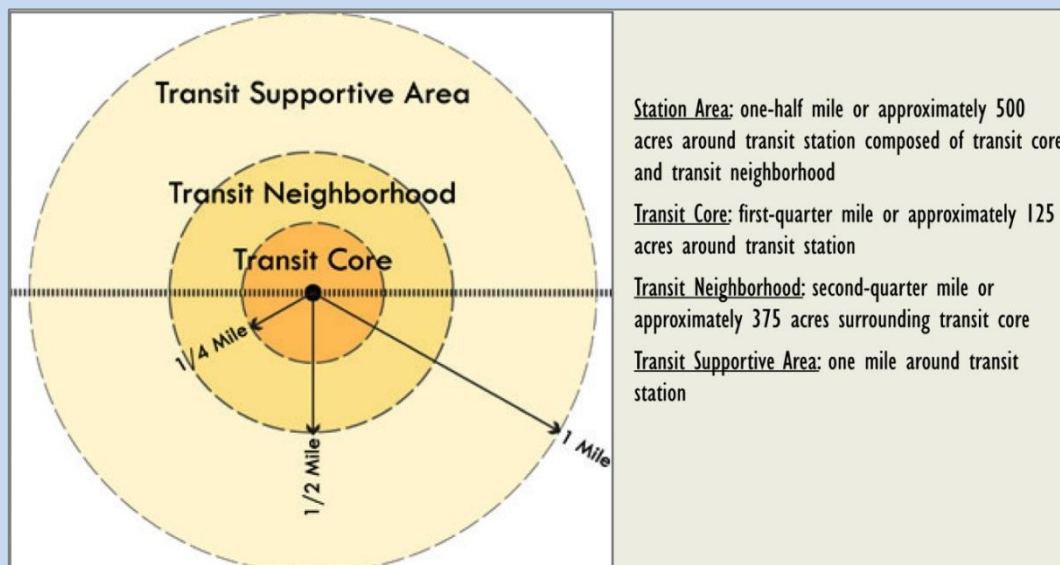 Transit Supportive Area
Transit Neighborhood
Transit Core
1/4 Mile
1/2 Mile
1 Mile
Station Area: one-half mile or approximately 500
acres around transit station composed of transit core
and transit neighborhood
Transit Core: first-quarter mile or approximately 125
acres around transit station
Transit Neighborhood: second-quarter mile or
approximately 375 acres surrounding transit core
Transit Supportive Area: one mile around transit
station